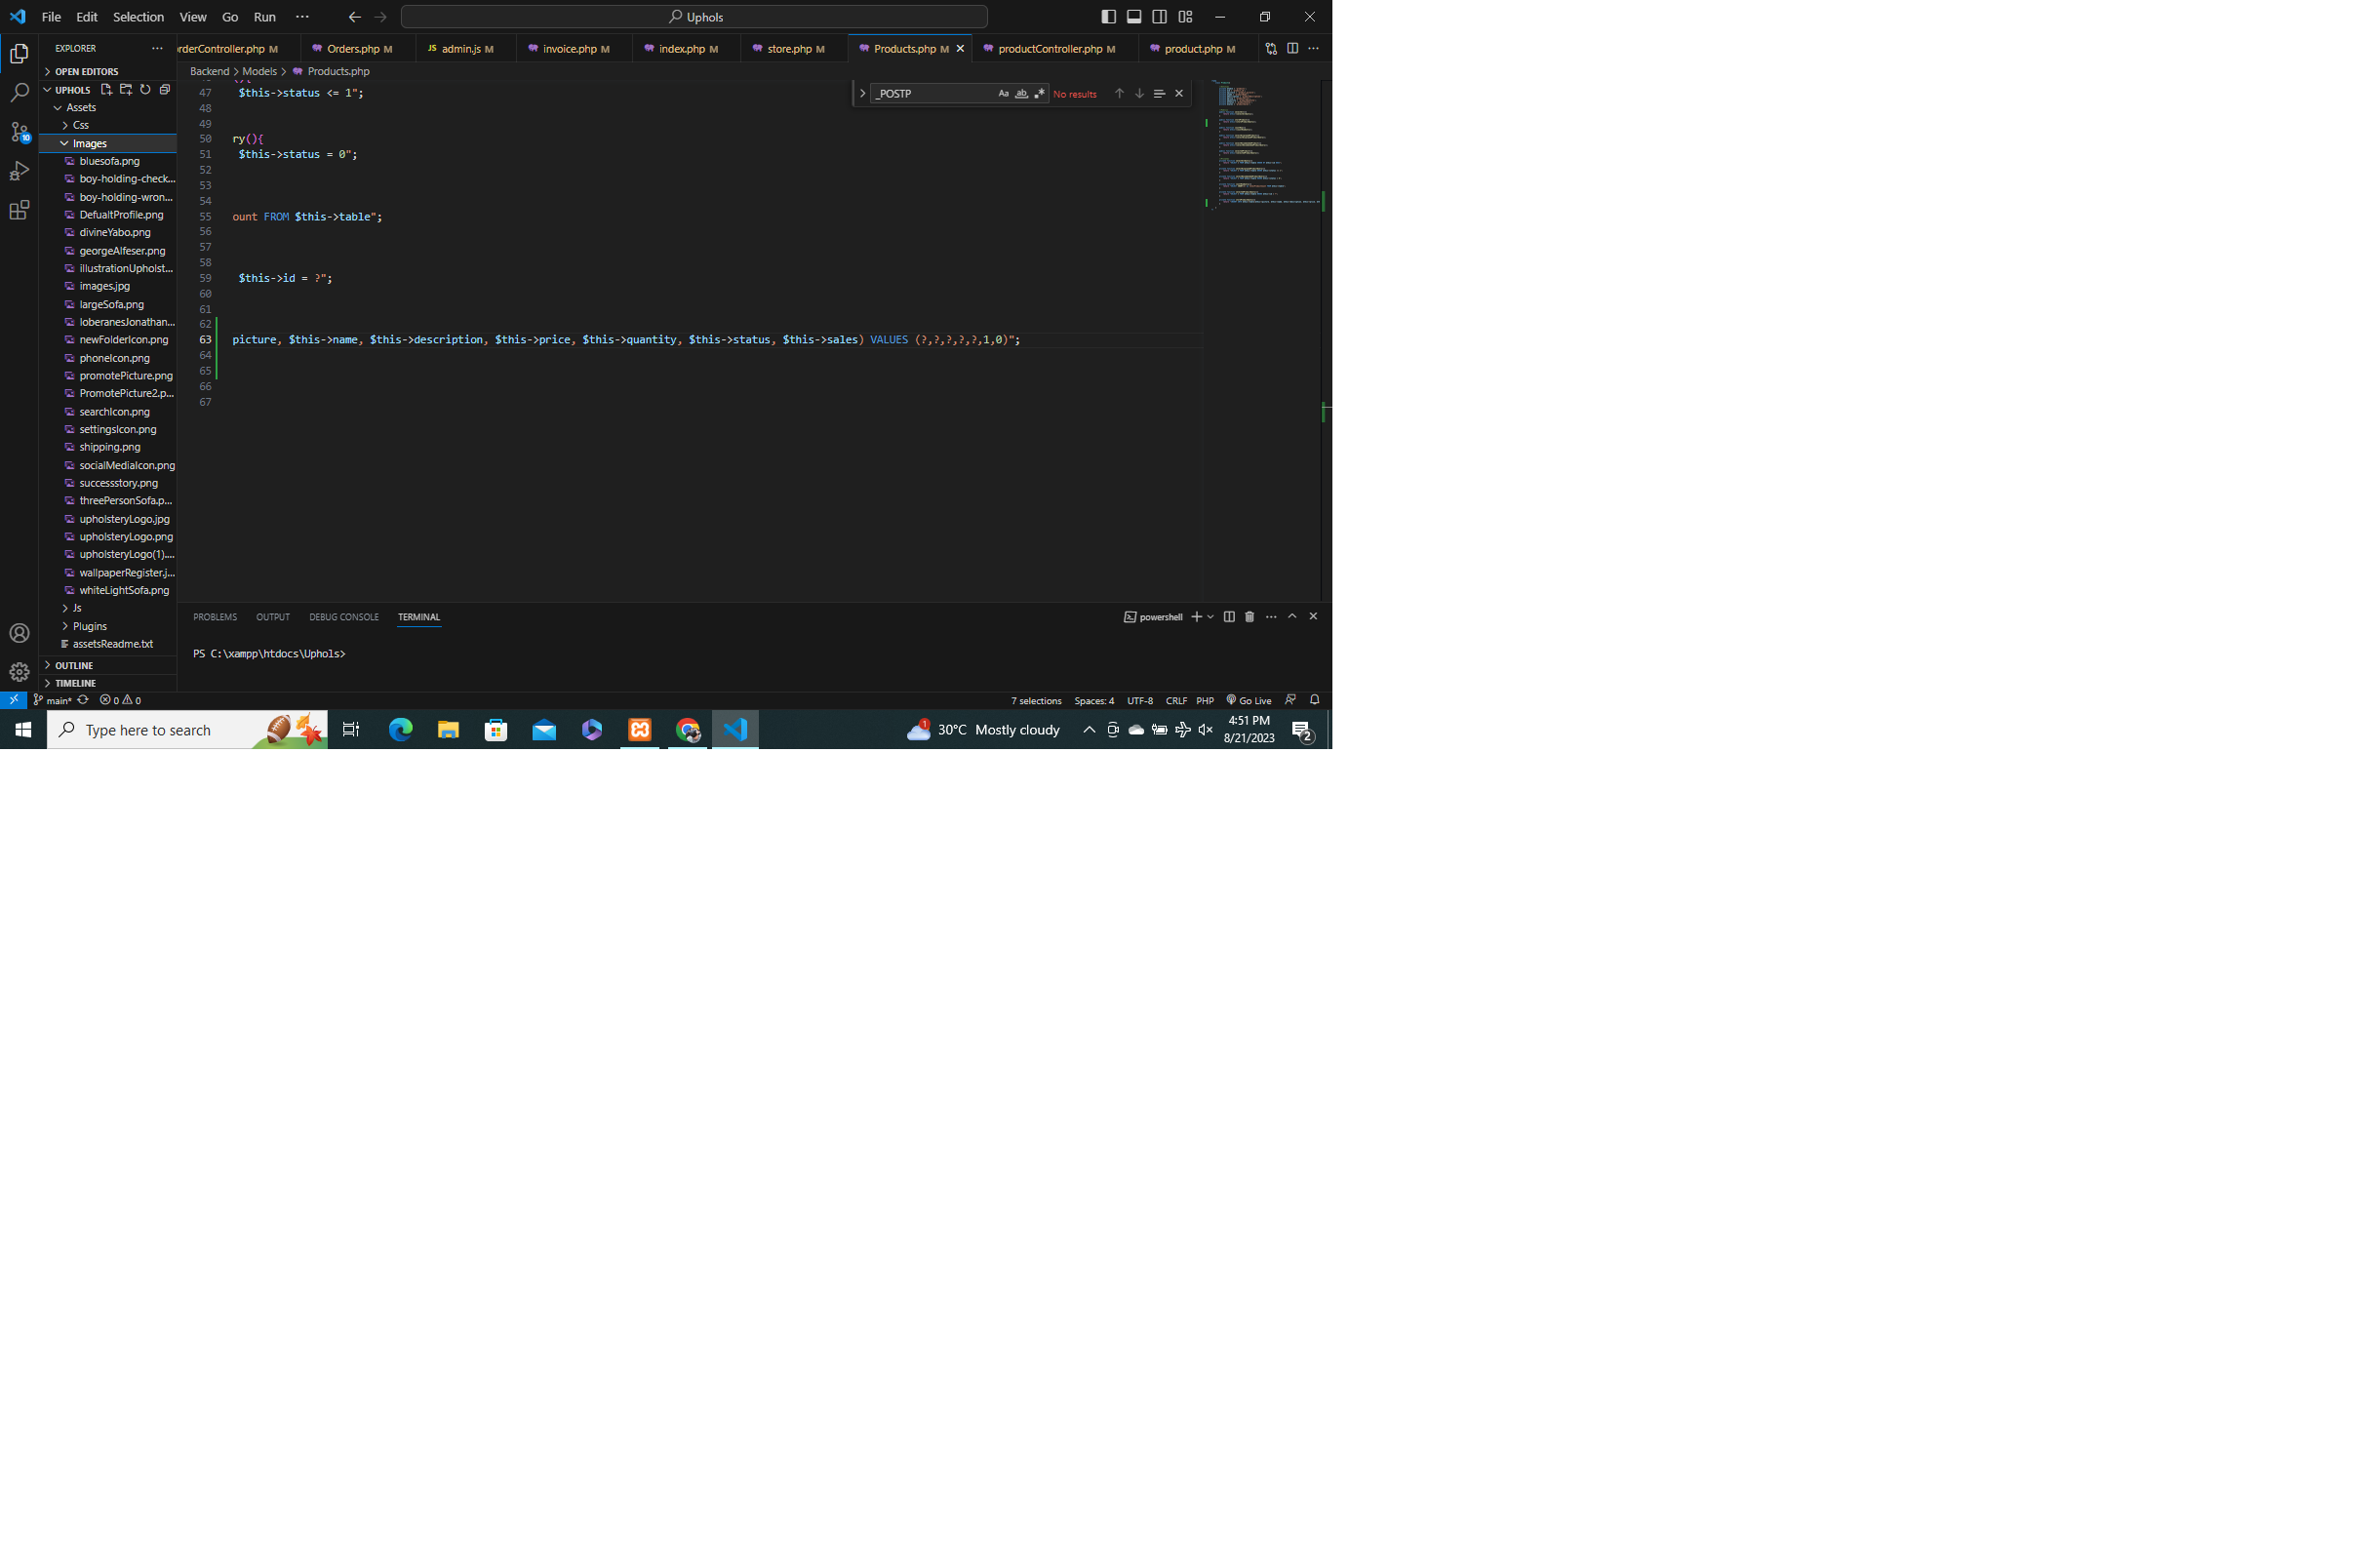 File Edit Selection View Go Run ··· Uphols
EXPLORER ···
OPEN EDITORS
UPHOLS
Assets
Css
Images
bluesofa.png
boy-holding-check...
boy-holding-wron...
DefualtProfile.png
divineYabo.png
georgeAlfeser.png
illustrationUpholst...
images.jpg
largeSofa.png
loberanesJonathan...
newFolderIcon.png
phoneIcon.png
promotePicture.png
PromotePicture2.p...
searchIcon.png
settingsIcon.png
shipping.png
socialMediaIcon.png
successstory.png
threePersonSofa.p...
upholsteryLogo.jpg
upholsteryLogo.png
upholsteryLogo(1)....
wallpaperRegister.j...
whiteLightSofa.png
Js
Plugins
assetsReadme.txt
OUTLINE
TIMELINE
rderController.php M Orders.php M JS admin.js M invoice.php M index.php M store.php M Products.php M productController.php M product.php M
Backend > Models > Products.php
_POSTP Aa ab No results
47 $this->status <= 1";
48
49
50 ry(){
51 $this->status = 0";
52
53
54
55 ount FROM $this->table";
56
57
58
59 $this->id = ?";
60
61
62
63 picture, $this->name, $this->description, $this->price, $this->quantity, $this->status, $this->sales) VALUES (?,?,?,?,?,1,0)";
64
65
66
67
PROBLEMS OUTPUT DEBUG CONSOLE TERMINAL powershell
PS C:\xampp\htdocs\Uphols>
main* 0 0 7 selections Spaces: 4 UTF-8 CRLF PHP Go Live
Type here to search 1 30°C Mostly cloudy 4:51 PM
8/21/2023 2
10